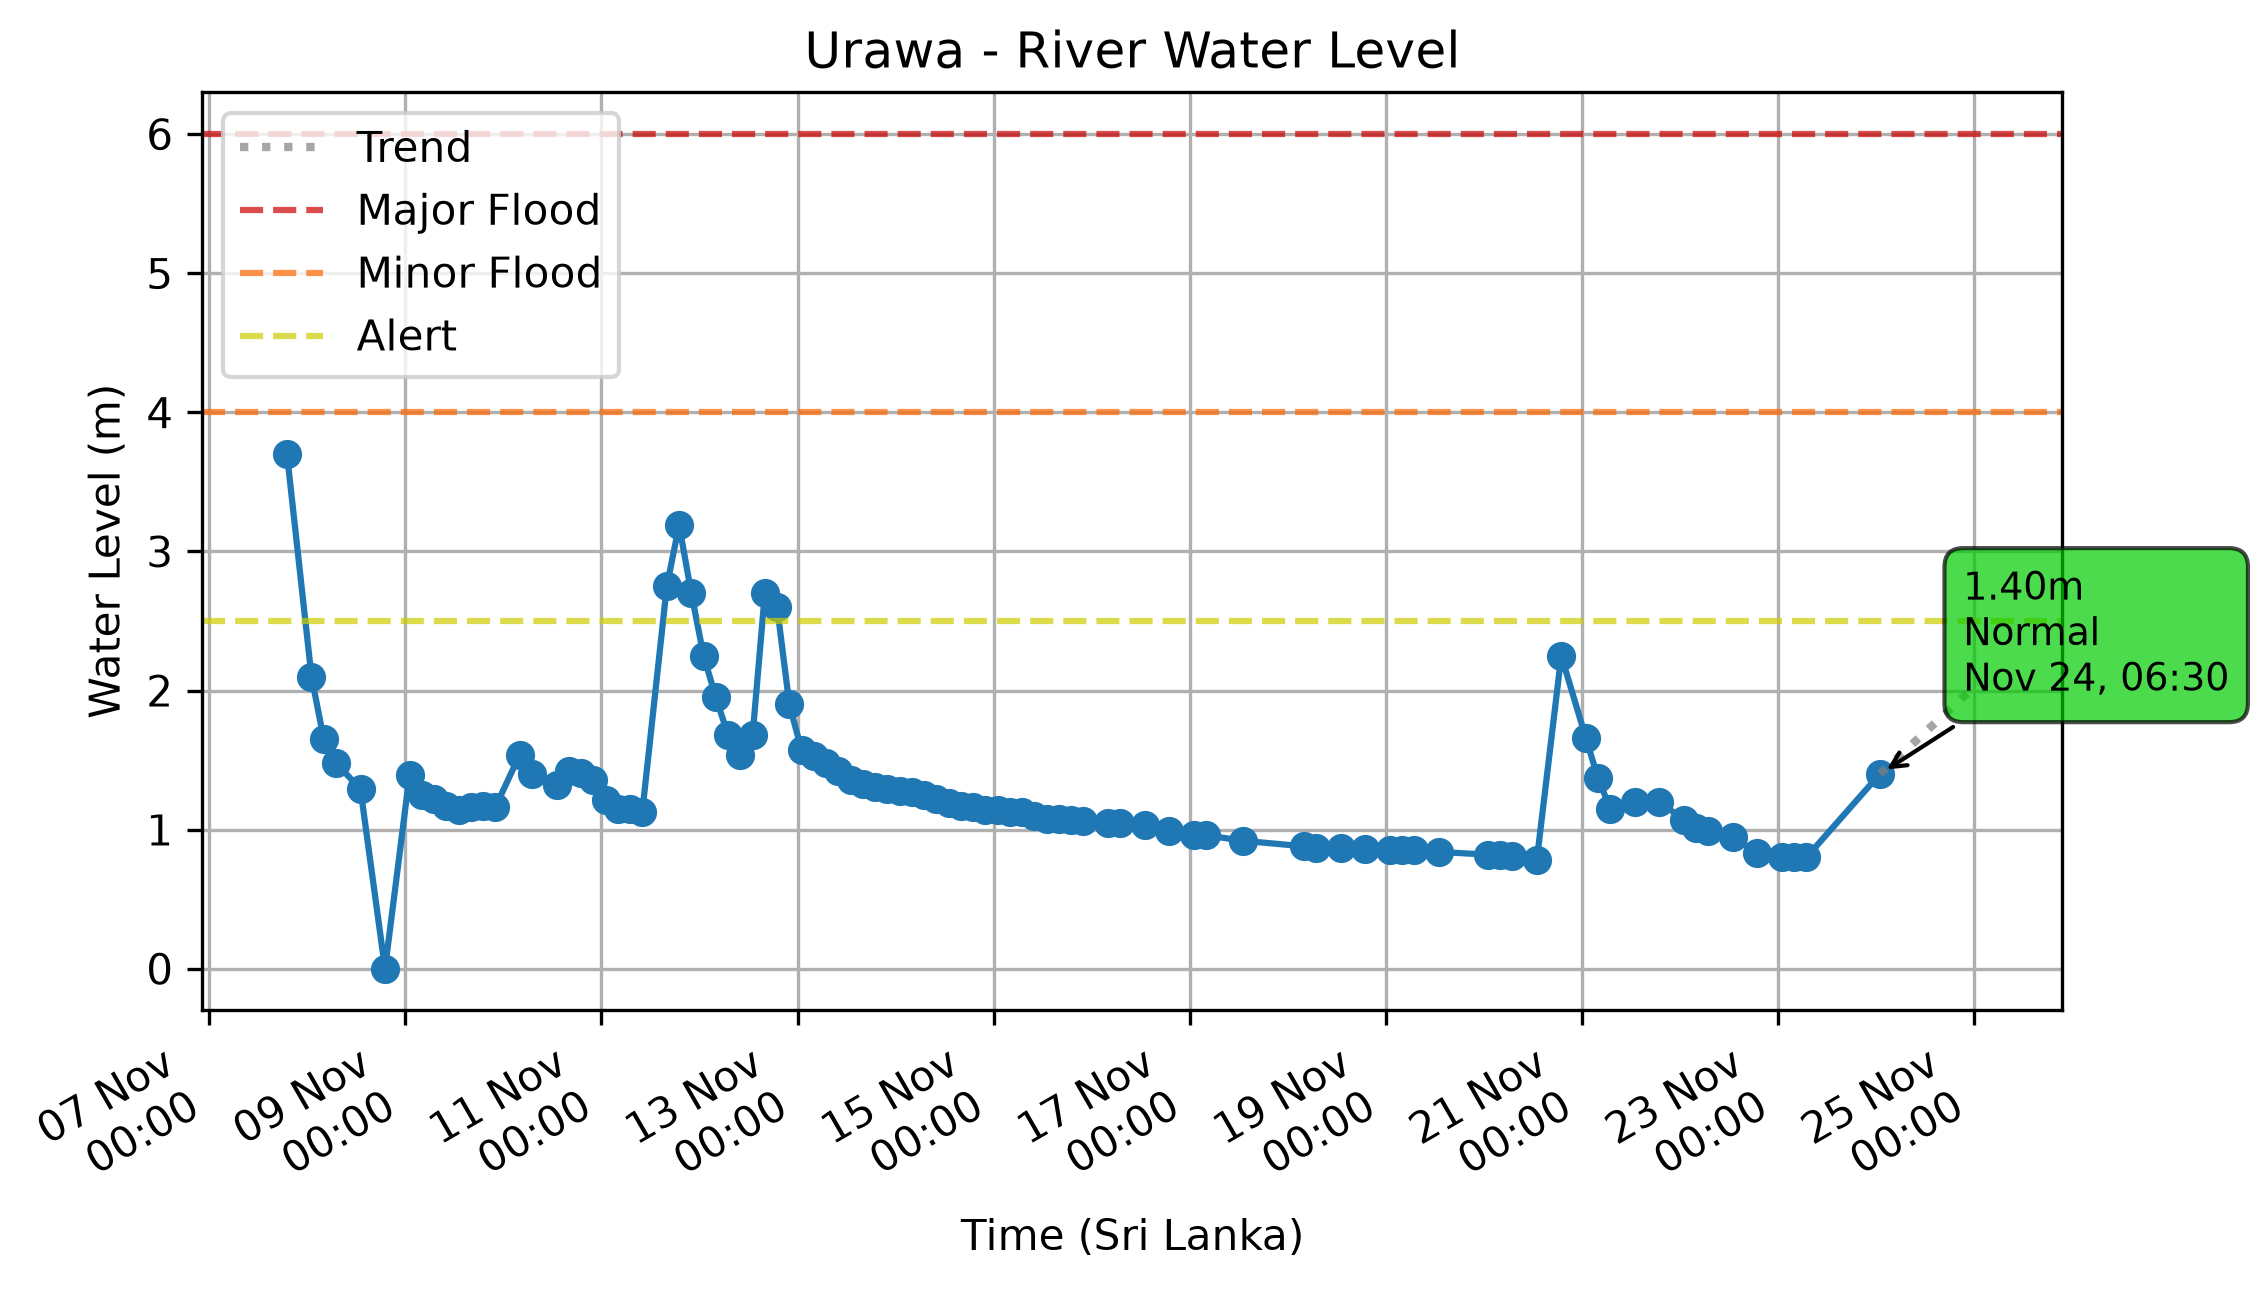 Urawa - River Water Level
Trend
Major Flood
Minor Flood
Alert
6
5
4
3
2
1
0
Water Level (m)
1.40m
Normal
Nov 24, 06:30
07 Nov
00:00
09 Nov
00:00
11 Nov
00:00
13 Nov
00:00
15 Nov
00:00
17 Nov
00:00
19 Nov
00:00
21 Nov
00:00
23 Nov
00:00
25 Nov
00:00
Time (Sri Lanka)